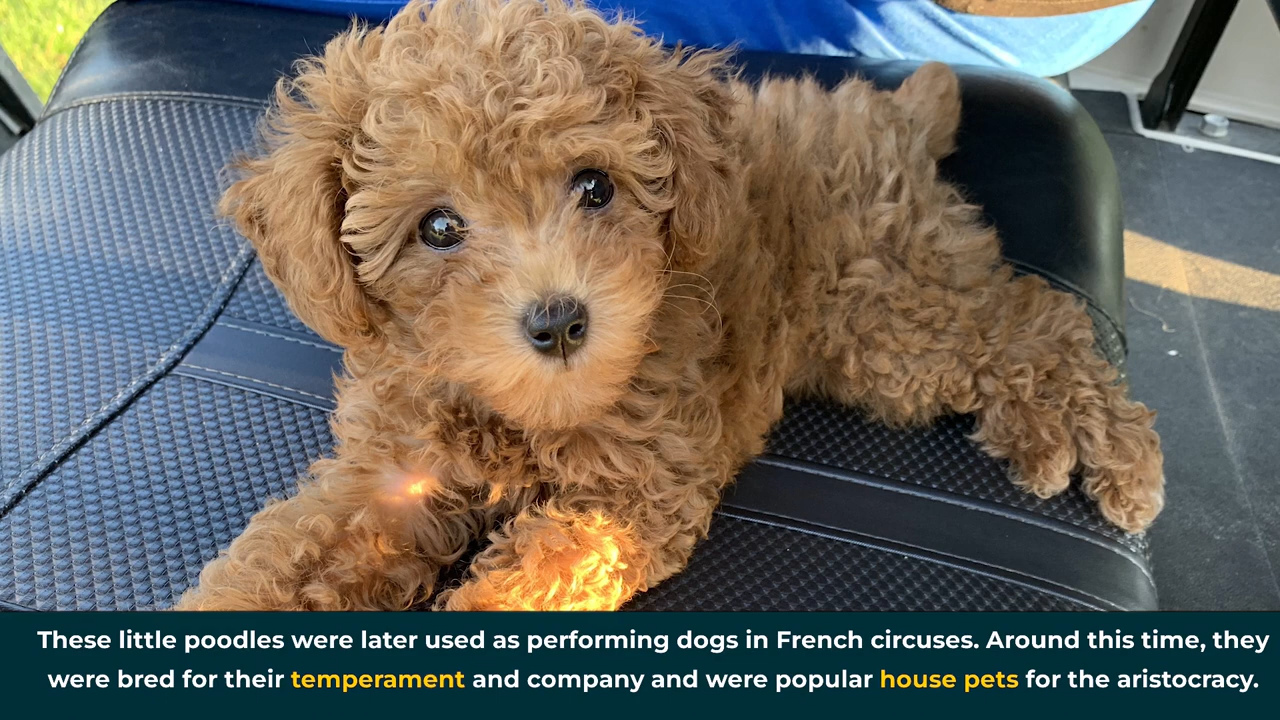 These little poodles were later used as performing dogs in French circuses. Around this time, they
were bred for their temperament and company and were popular house pets for the aristocracy.